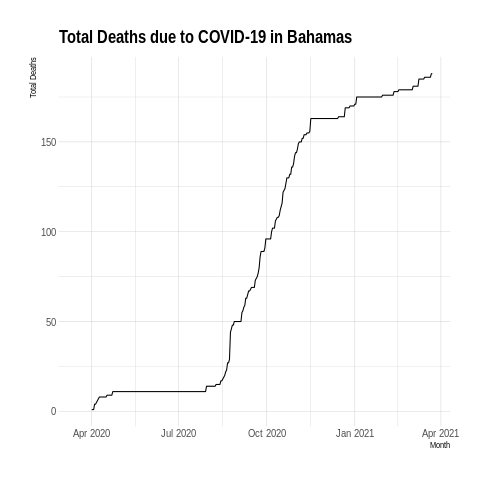 Total Deaths due to COVID-19 in Bahamas
Total Deaths
150
100
50
0
Apr 2020
Jul 2020
Oct 2020
Jan 2021
Apr 2021
Month